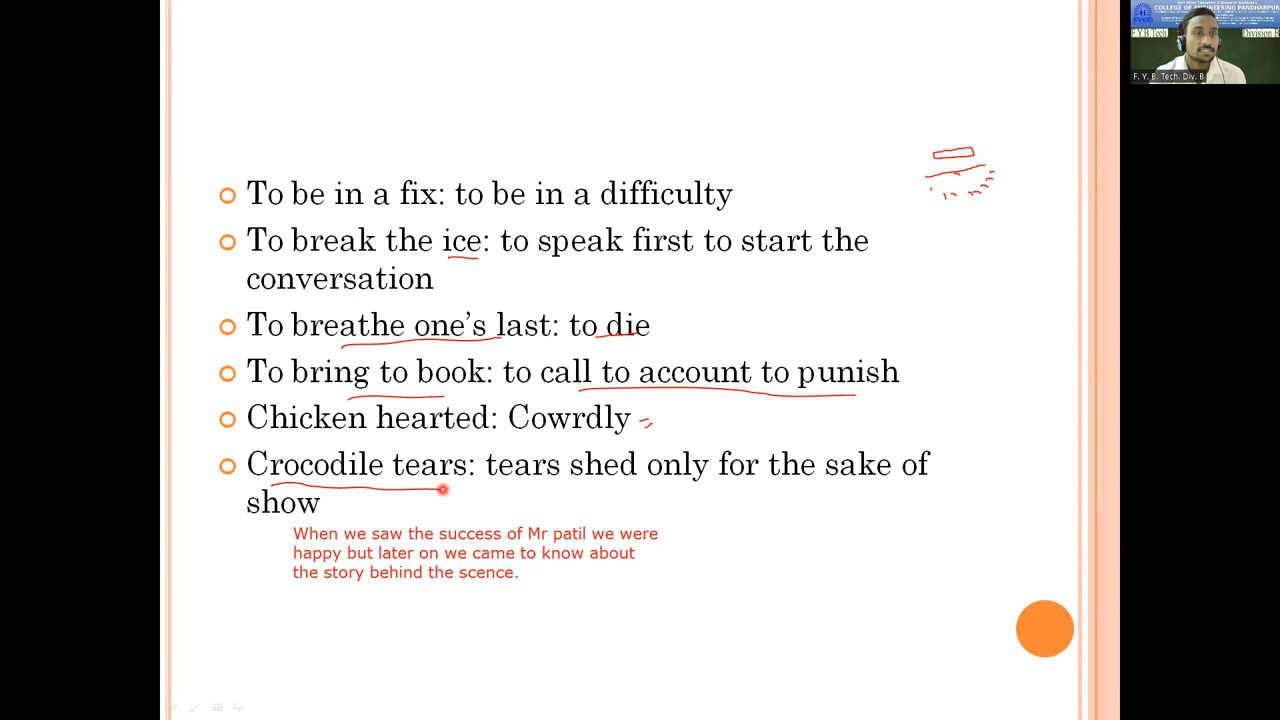 COLLEGE OF ENGINEERING PANDHARPUR
F.Y.B.Tech Division B
F. Y. B. Tech. Div. B
To be in a fix: to be in a difficulty
To break the ice: to speak first to start the
conversation
To breathe one's last: to die
To bring to book: to call to account to punish
Chicken hearted: Cowrdly
Crocodile tears: tears shed only for the sake of
show
When we saw the success of Mr patil we were
happy but later on we came to know about
the story behind the scence.